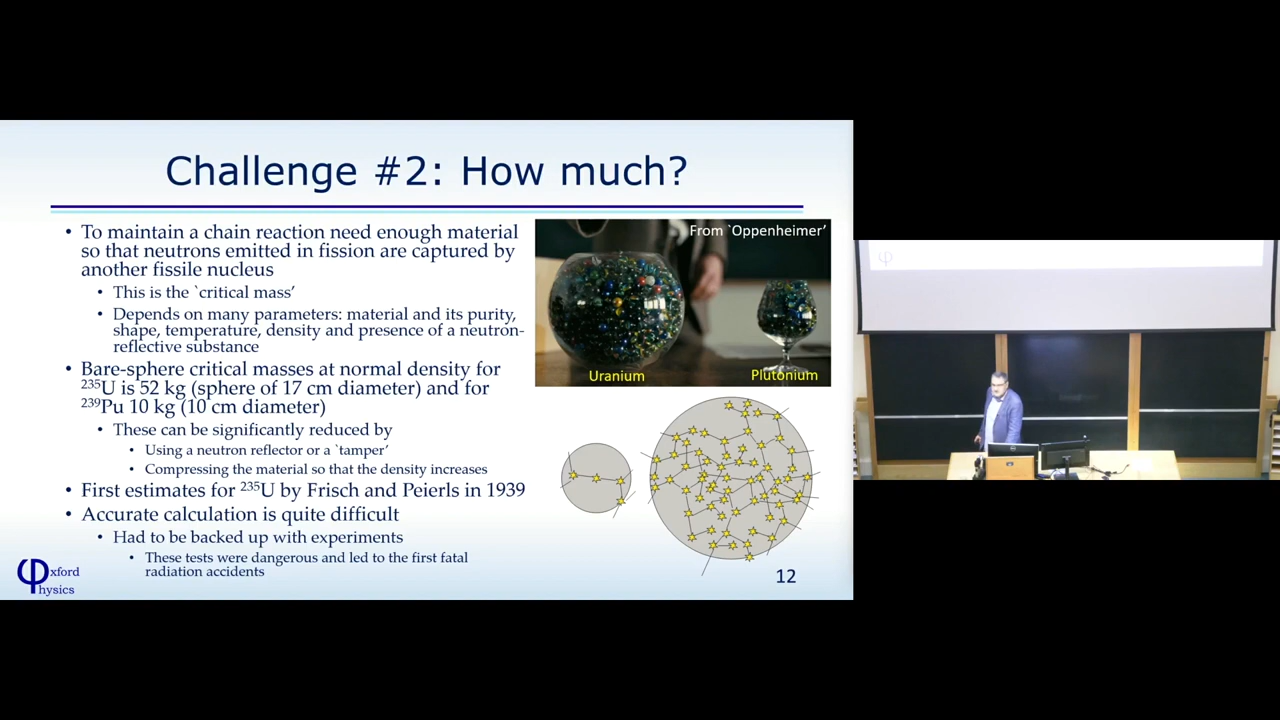 Challenge #2: How much?
• To maintain a chain reaction need enough material
so that neutrons emitted in fission are captured by
another fissile nucleus
• This is the `critical mass'
• Depends on many parameters: material and its purity,
shape, temperature, density and presence of a neutron-
reflective substance
• Bare-sphere critical masses at normal density for
²³⁵U is 52 kg (sphere of 17 cm diameter) and for
²³⁹Pu 10 kg (10 cm diameter)
• These can be significantly reduced by
• Using a neutron reflector or a `tamper'
• Compressing the material so that the density increases
• First estimates for ²³⁵U by Frisch and Peierls in 1939
• Accurate calculation is quite difficult
• Had to be backed up with experiments
• These tests were dangerous and led to the first fatal
radiation accidents
From `Oppenheimer'
Uranium
Plutonium
φxford
hysics
12
φ